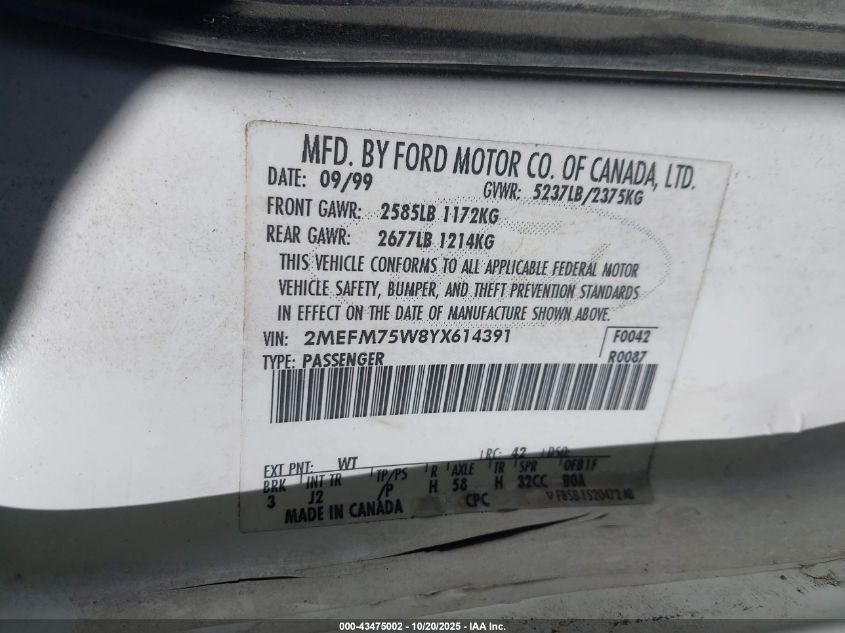 MFD. BY FORD MOTOR CO. OF CANADA, LTD.
DATE: 09/99 GVWR: 5237LB/2375KG
FRONT GAWR: 2585LB 1172KG
REAR GAWR: 2677LB 1214KG
THIS VEHICLE CONFORMS TO ALL APPLICABLE FEDERAL MOTOR
VEHICLE SAFETY, BUMPER, AND THEFT PREVENTION STANDARDS
IN EFFECT ON THE DATE OF MANUFACTURE SHOWN ABOVE.
VIN: 2MEFM75W8YX614391 F0042
TYPE: PASSENGER R0087
EXT PNT: WT RC: 42 DSO:
BRK INT TR TP/PS R AXLE TR SPR
3 J2 /P H 58 H 32CC
MADE IN CANADA CPC
000-43475002 - 10/20/2025 - IAA Inc.